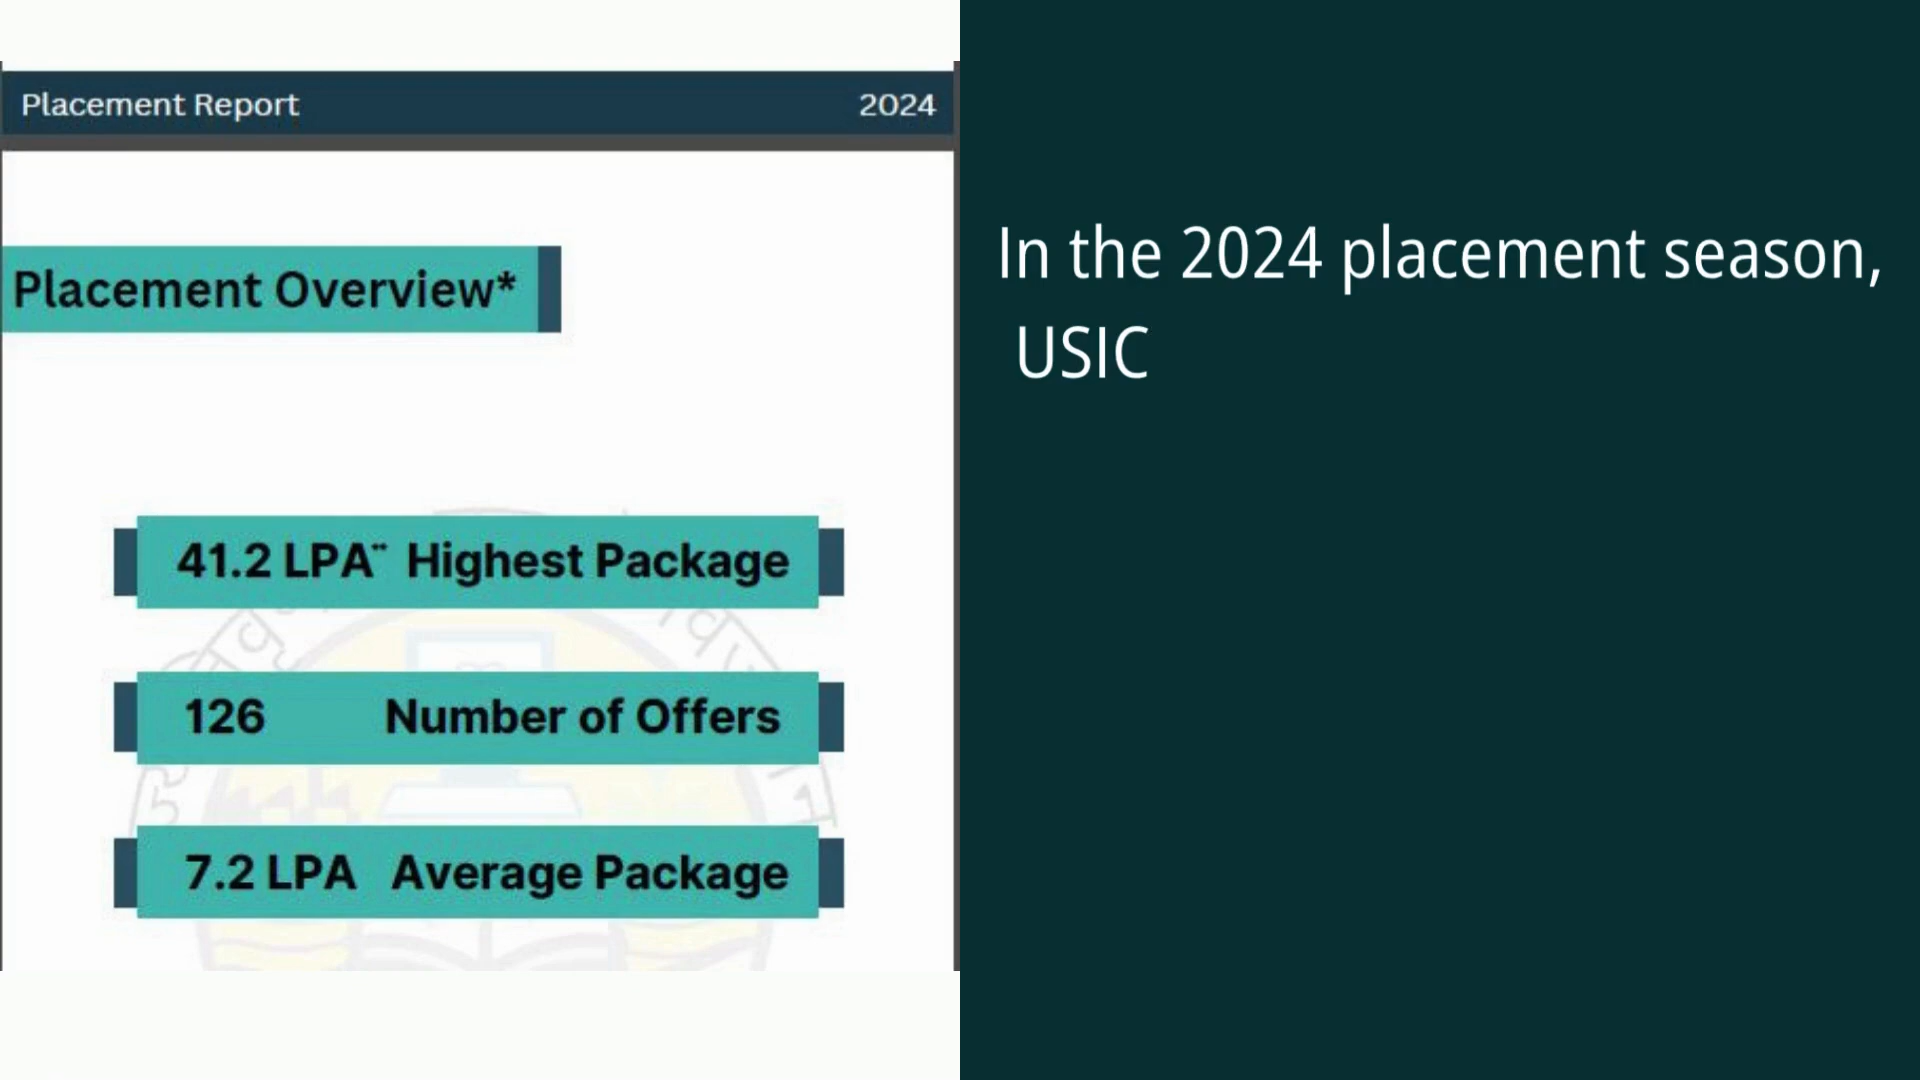 Placement Report 2024
Placement Overview*
41.2 LPA** Highest Package
126 Number of Offers
7.2 LPA Average Package
In the 2024 placement season,
USIC